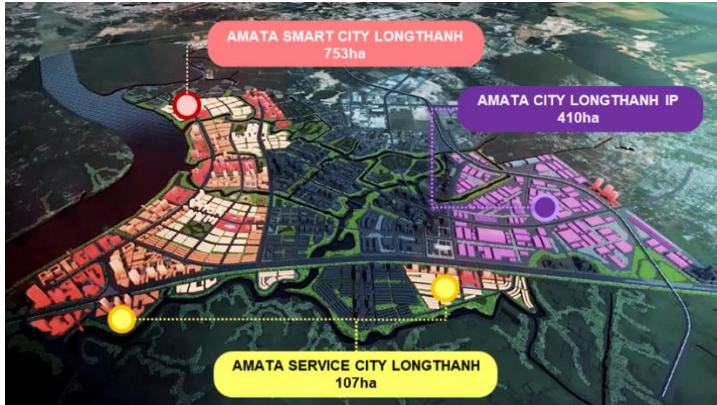 AMATA SMART CITY LONGTHANH
753ha
AMATA CITY LONGTHANH IP
410ha
AMATA SERVICE CITY LONGTHANH
107ha